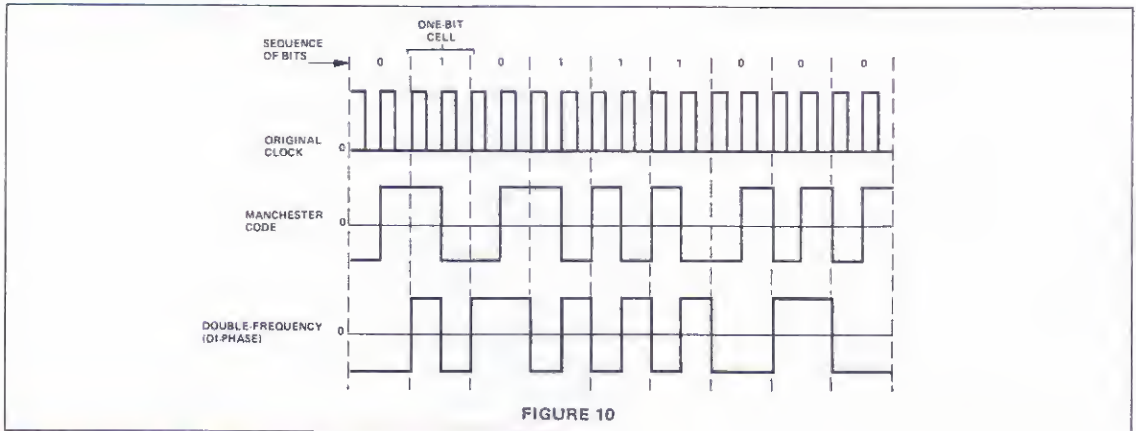 ONE-BIT
CELL
SEQUENCE
OF BITS
0 1 0 1 1 1 0 0 0
ORIGINAL
CLOCK
0
MANCHESTER
CODE
0
DOUBLE-FREQUENCY
(DI-PHASE)
0
FIGURE 10